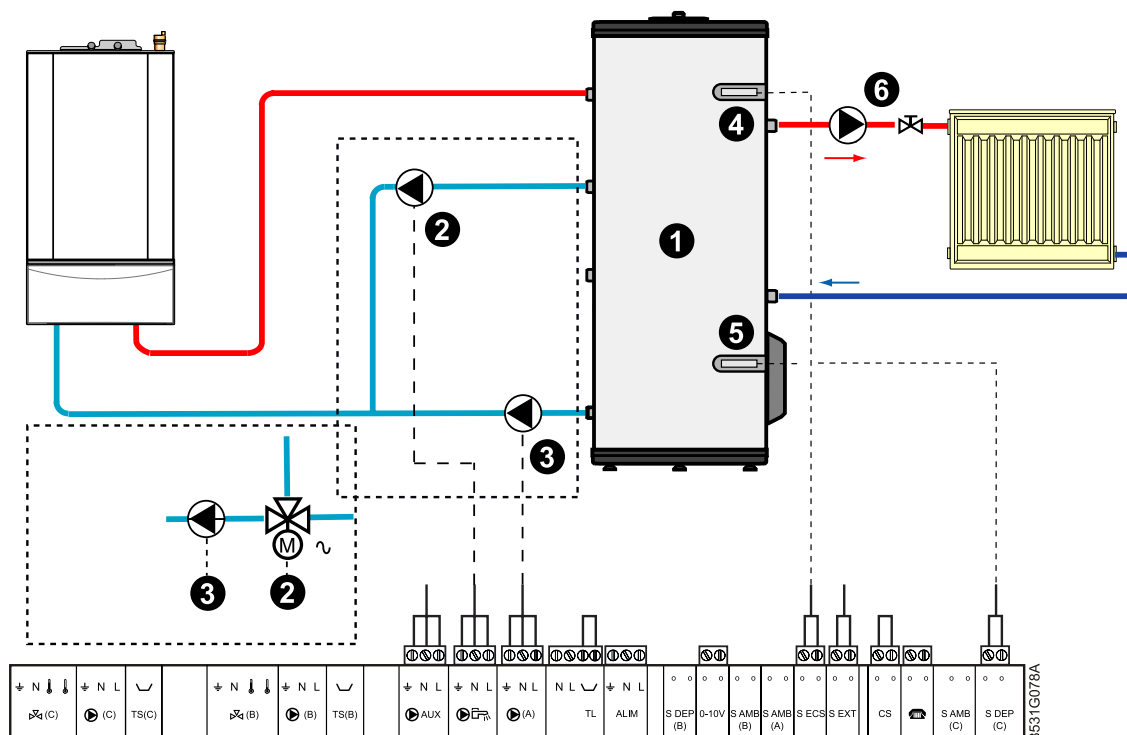 6
4
2
1
5
3
M
3
2
N
(C)
N L
(C)
TS(C)
N
(B)
N L
(B)
TS(B)
N L
AUX
N L
N L
(A)
N L
TL
N L
ALIM
S DEP
(B)
0-10V
S AMB
(B)
S AMB
(A)
S ECS
S EXT
CS
S AMB
(C)
S DEP
(C)
8531G078A